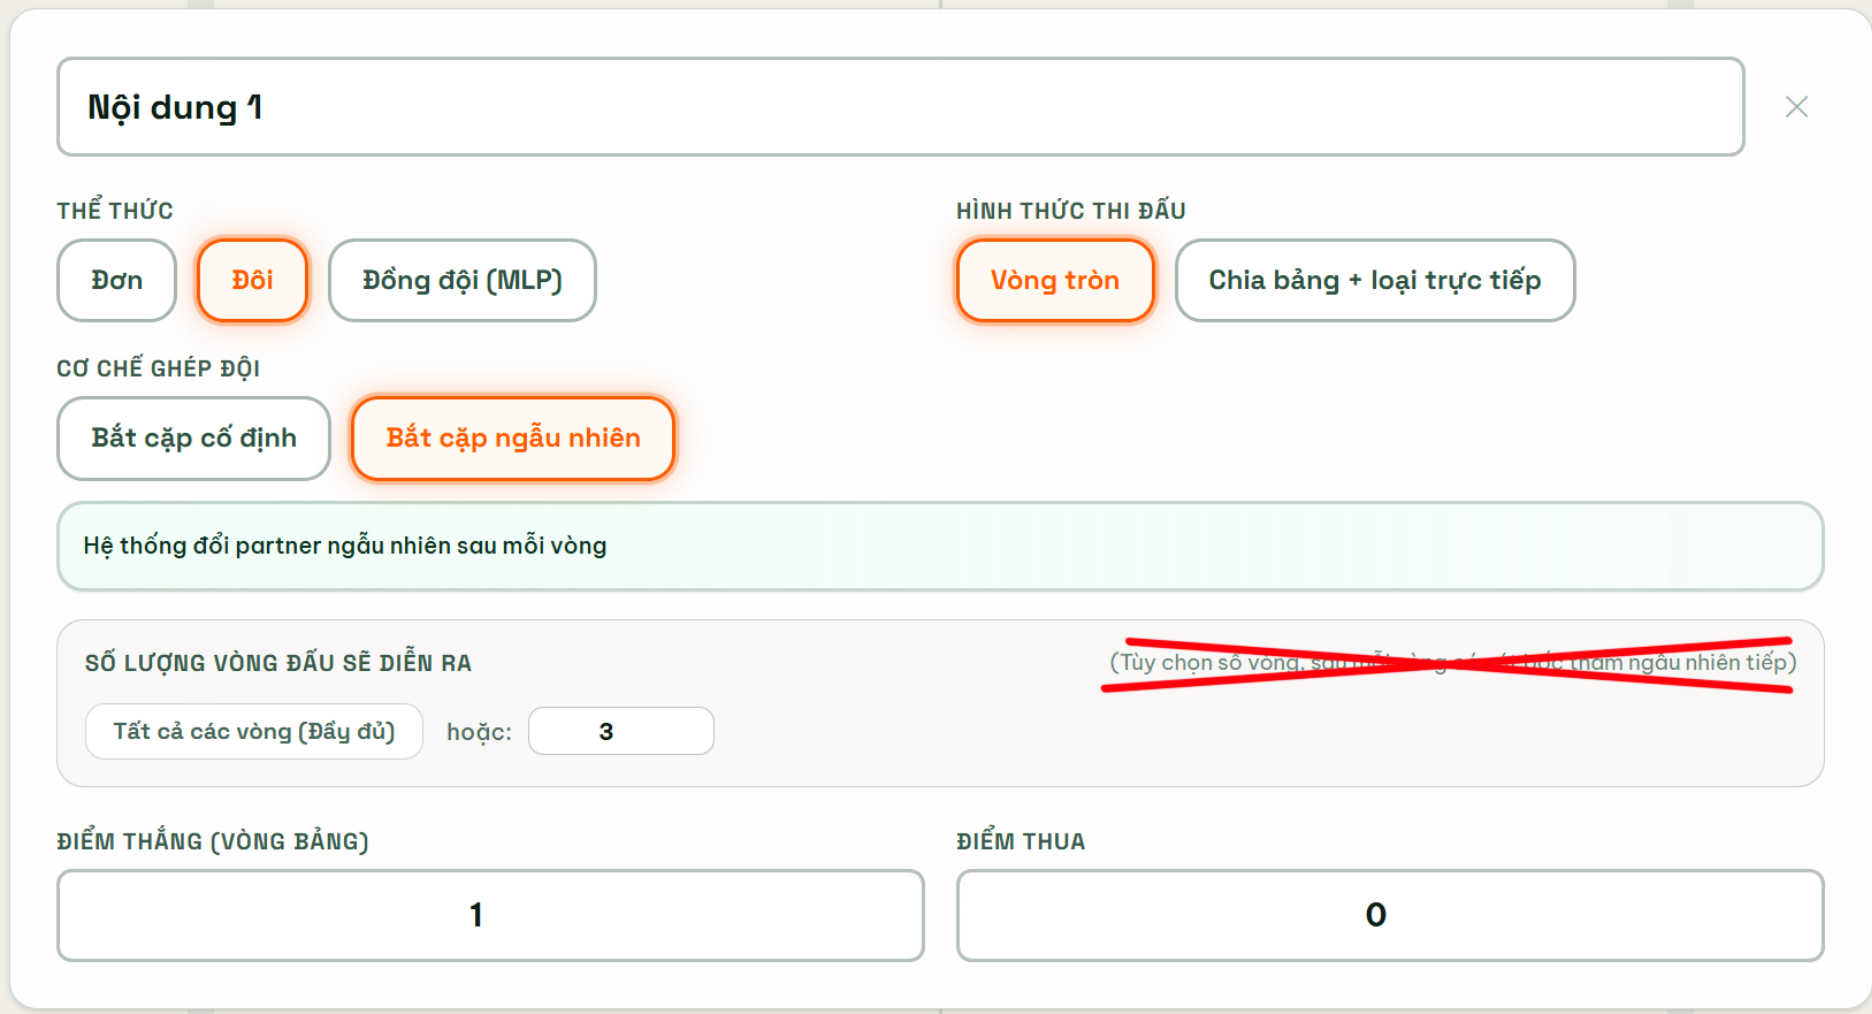 Nội dung 1
THỂ THỨC
Đơn
Đôi
Đồng đội (MLP)
HÌNH THỨC THI ĐẤU
Vòng tròn
Chia bảng + loại trực tiếp
CƠ CHẾ GHÉP ĐỘI
Bắt cặp cố định
Bắt cặp ngẫu nhiên
Hệ thống đổi partner ngẫu nhiên sau mỗi vòng
SỐ LƯỢNG VÒNG ĐẤU SẼ DIỄN RA
(Tùy chọn số vòng, sau thăm ngẫu nhiên tiếp)
Tất cả các vòng (Đầy đủ)
hoặc:
3
ĐIỂM THẮNG (VÒNG BẢNG)
1
ĐIỂM THUA
0